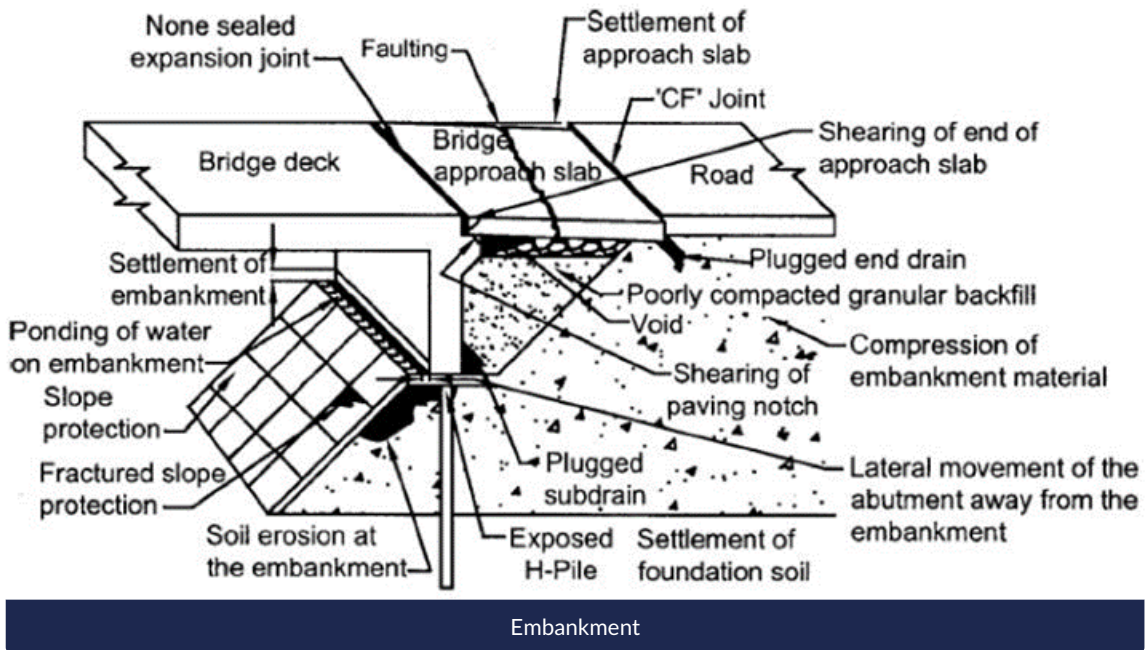 None sealed
expansion joint
Faulting
Settlement of
approach slab
'CF' Joint
Shearing of end of
approach slab
Bridge deck
Bridge
approach slab
Road
Settlement of
embankment
Plugged end drain
Poorly compacted granular backfill
Void
Ponding of water
on embankment
Compression of
embankment material
Slope
protection
Shearing of
paving notch
Fractured slope
protection
Plugged
subdrain
Lateral movement of the
abutment away from the
embankment
Soil erosion at
the embankment
Exposed
H-Pile
Settlement of
foundation soil
Embankment